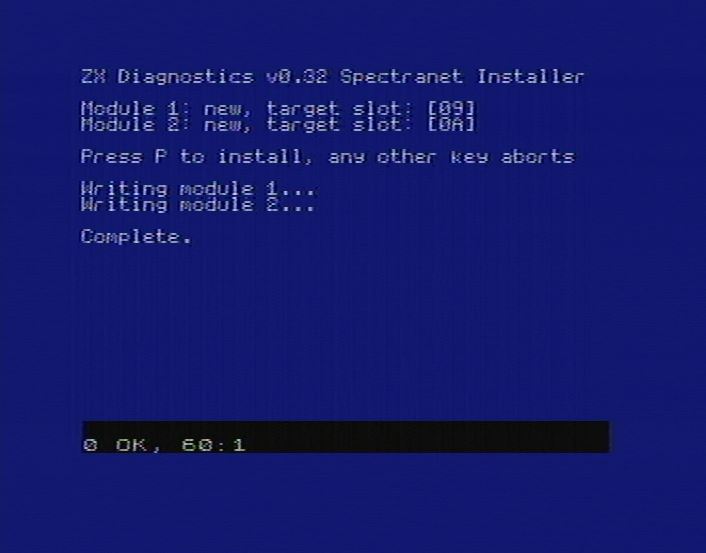 ZX Diagnostics v0.32 Spectranet Installer
Module 1: new, target slot: [09]
Module 2: new, target slot: [0A]
Press P to install, any other key aborts
Writing module 1...
Writing module 2...
Complete.
0 OK, 60:1